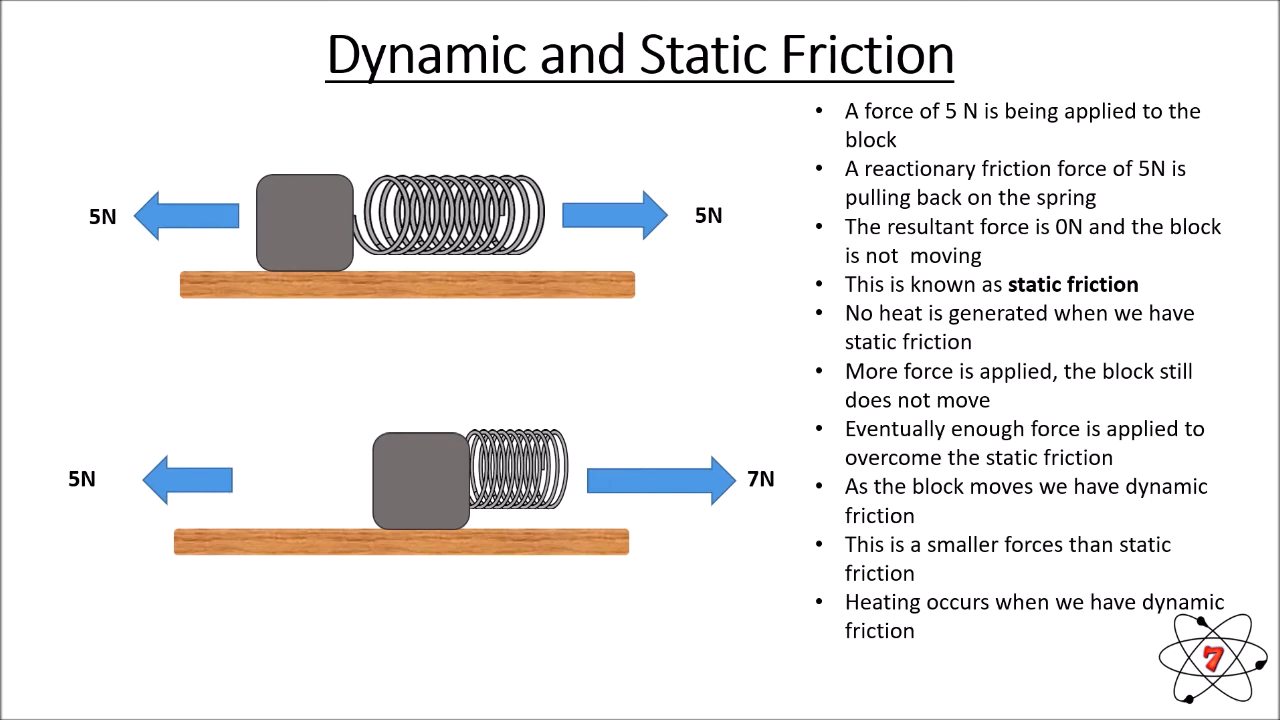 Dynamic and Static Friction
5N
5N
5N
7N
• A force of 5 N is being applied to the
block
• A reactionary friction force of 5N is
pulling back on the spring
• The resultant force is 0N and the block
is not  moving
• This is known as static friction
• No heat is generated when we have
static friction
• More force is applied, the block still
does not move
• Eventually enough force is applied to
overcome the static friction
• As the block moves we have dynamic
friction
• This is a smaller forces than static
friction
• Heating occurs when we have dynamic
friction
7